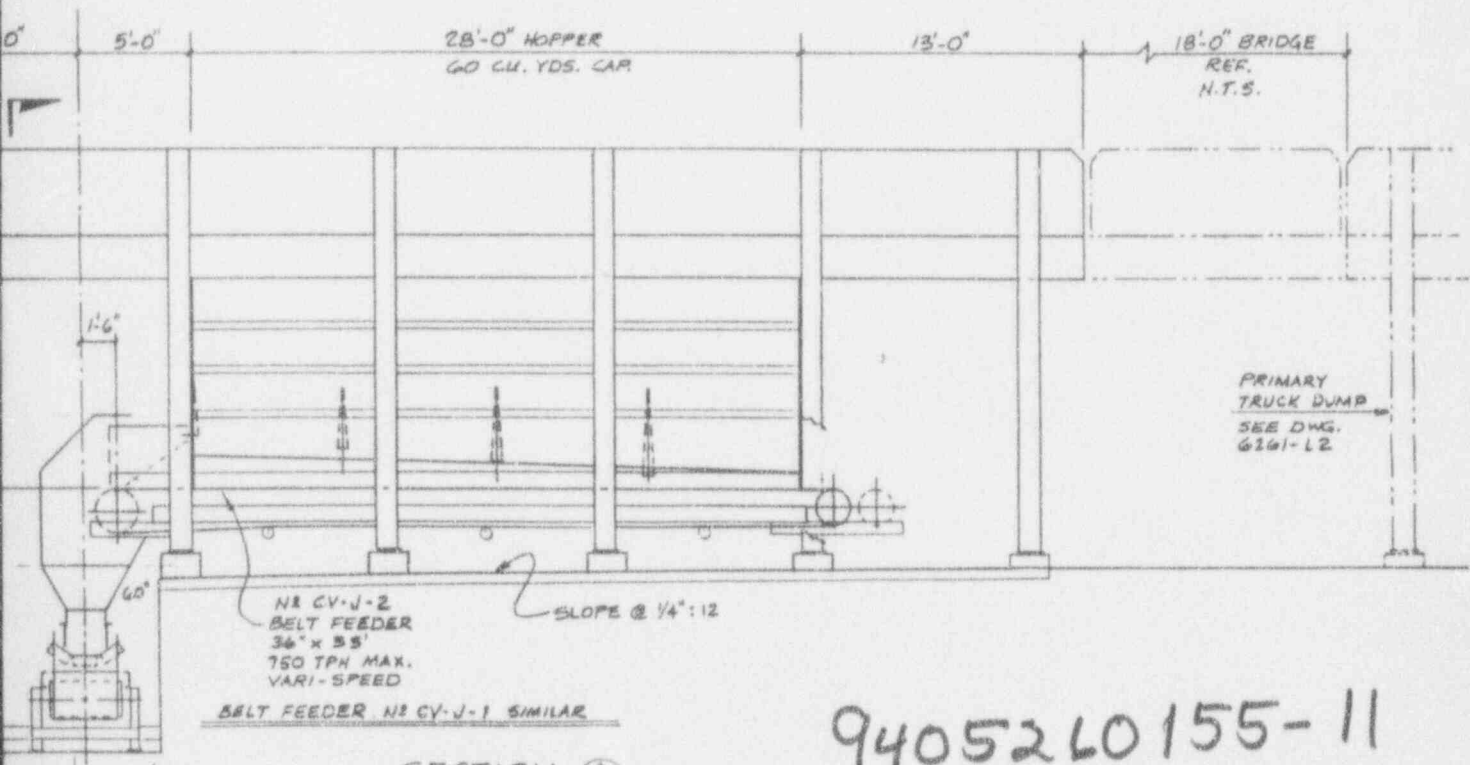 0"
5'-0"
28'-0" HOPPER
60 CU. YDS. CAP.
13'-0"
18'-0" BRIDGE
REF.
N.T.S.
1'-6"
PRIMARY
TRUCK DUMP
SEE DWG.
6261-L2
60°
Nº CV-J-2
BELT FEEDER
36" x 35'
750 TPH MAX.
VARI-SPEED
SLOPE @ 1/4":12
BELT FEEDER Nº CV-J-1 SIMILAR
9405260155-11
SECTION